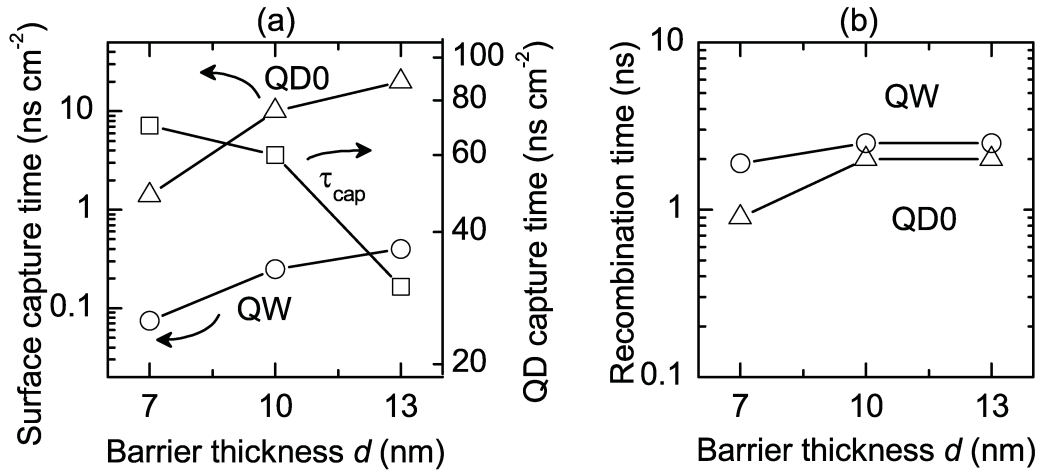 (a)
Surface capture time (ns cm⁻²)
10
1
0.1
QD0
τcap
QW
100
80
60
40
20
QD capture time (ns cm⁻²)
7 10 13
Barrier thickness d (nm)
(b)
Recombination time (ns)
10
1
0.1
QW
QD0
7 10 13
Barrier thickness d (nm)